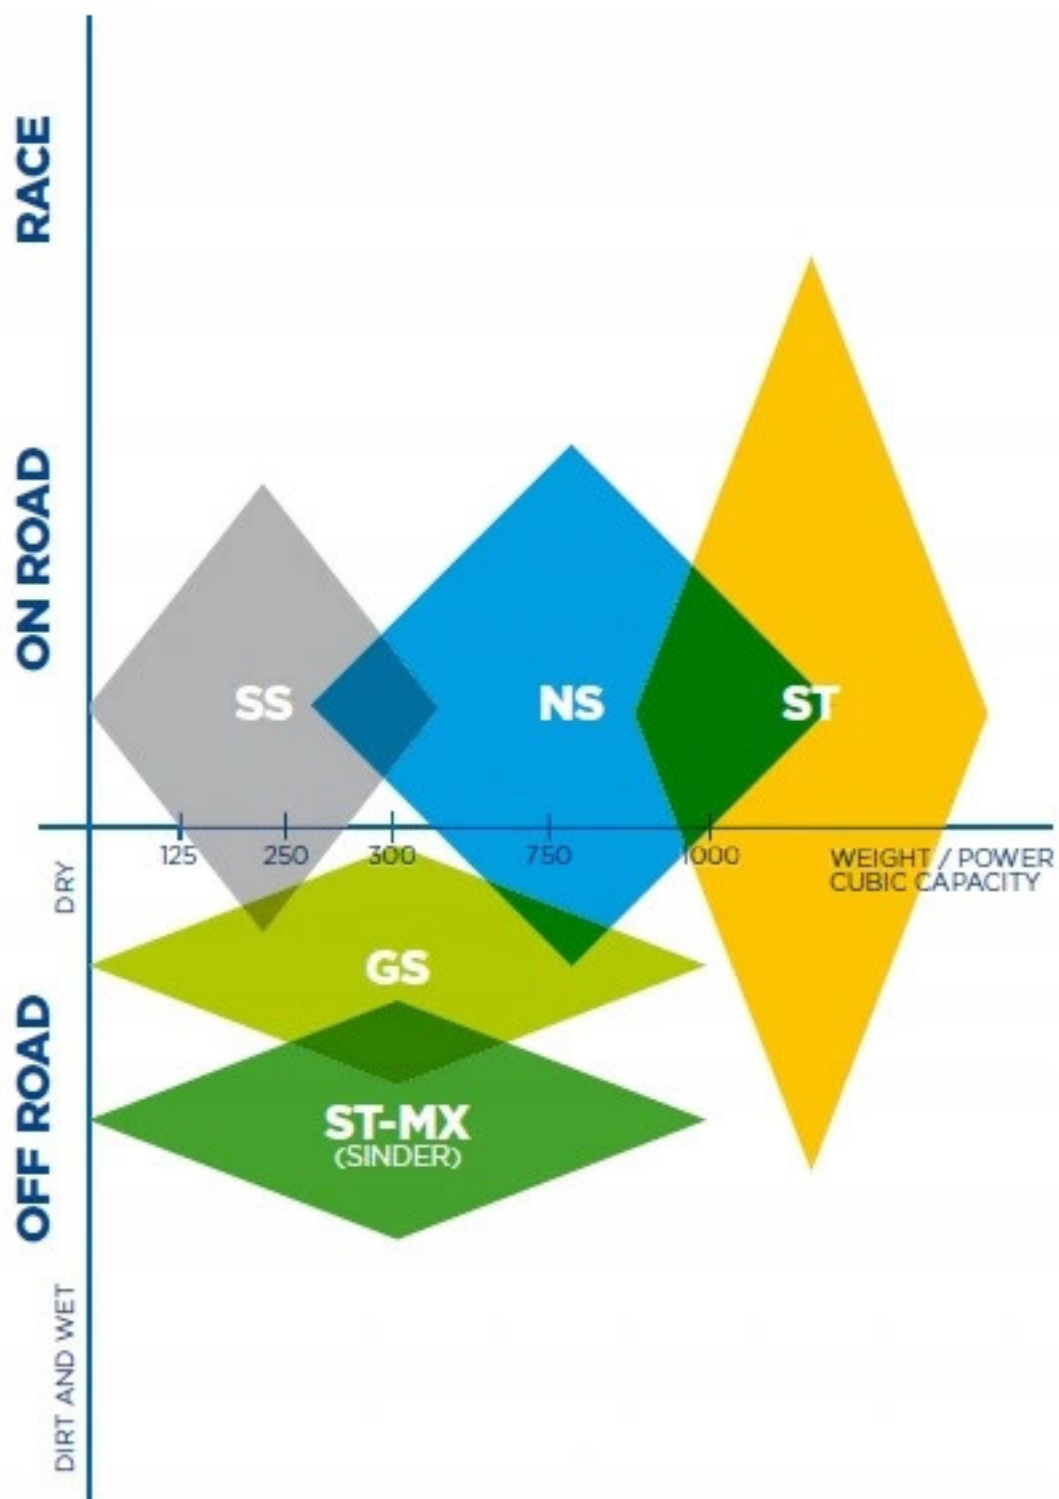 RACE
ON ROAD
SS
NS
ST
125
250
300
750
1000
WEIGHT / POWER
CUBIC CAPACITY
DRY
GS
OFF ROAD
ST-MX
(SINDER)
DIRT AND WET